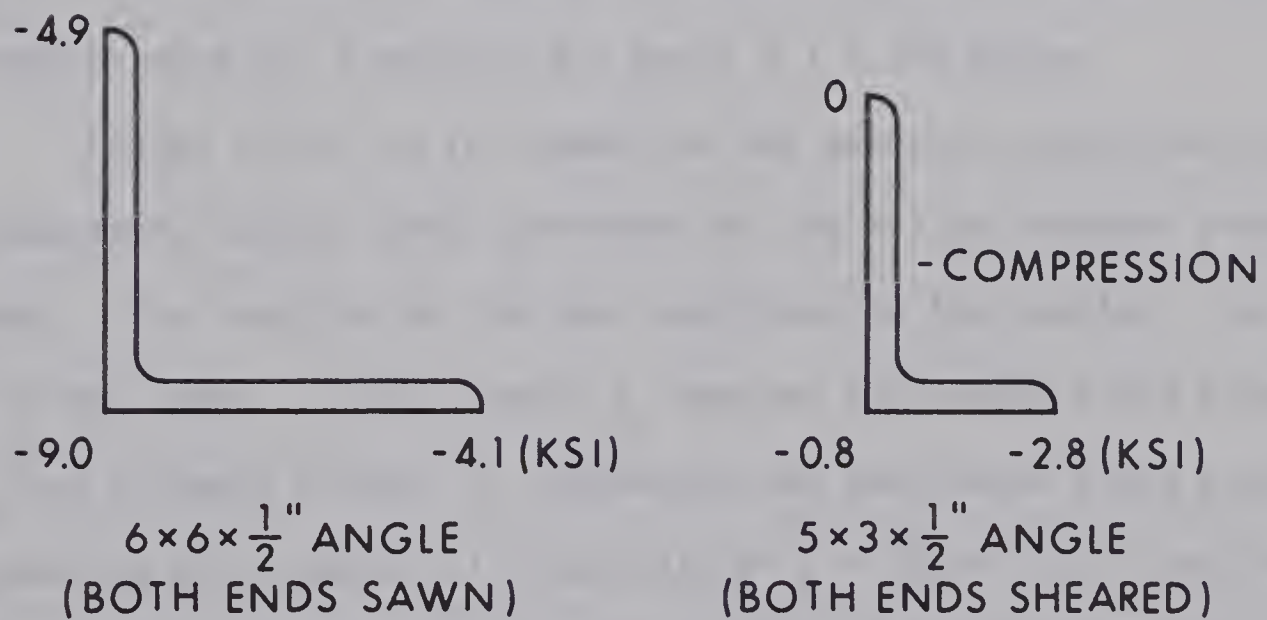 -4.9
-9.0
-4.1 (KSI)
6 × 6 × 1/2" ANGLE
(BOTH ENDS SAWN)
0
-COMPRESSION
-0.8
-2.8 (KSI)
5 × 3 × 1/2" ANGLE
(BOTH ENDS SHEARED)